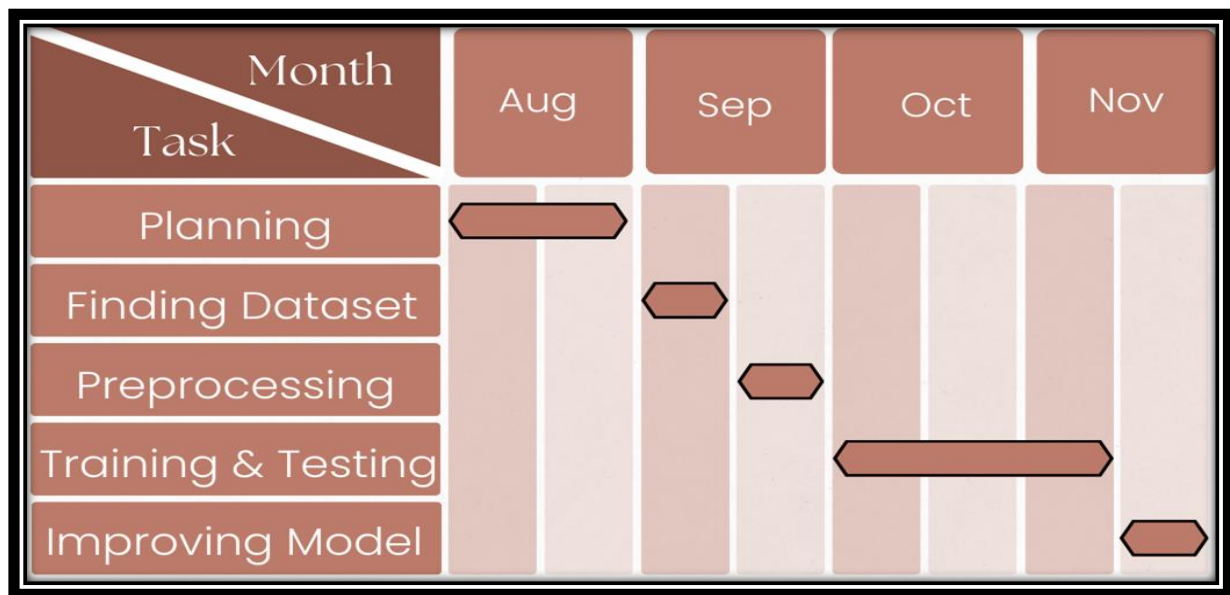 Month
Task
Aug
Sep
Oct
Nov
Planning
Finding Dataset
Preprocessing
Training & Testing
Improving Model